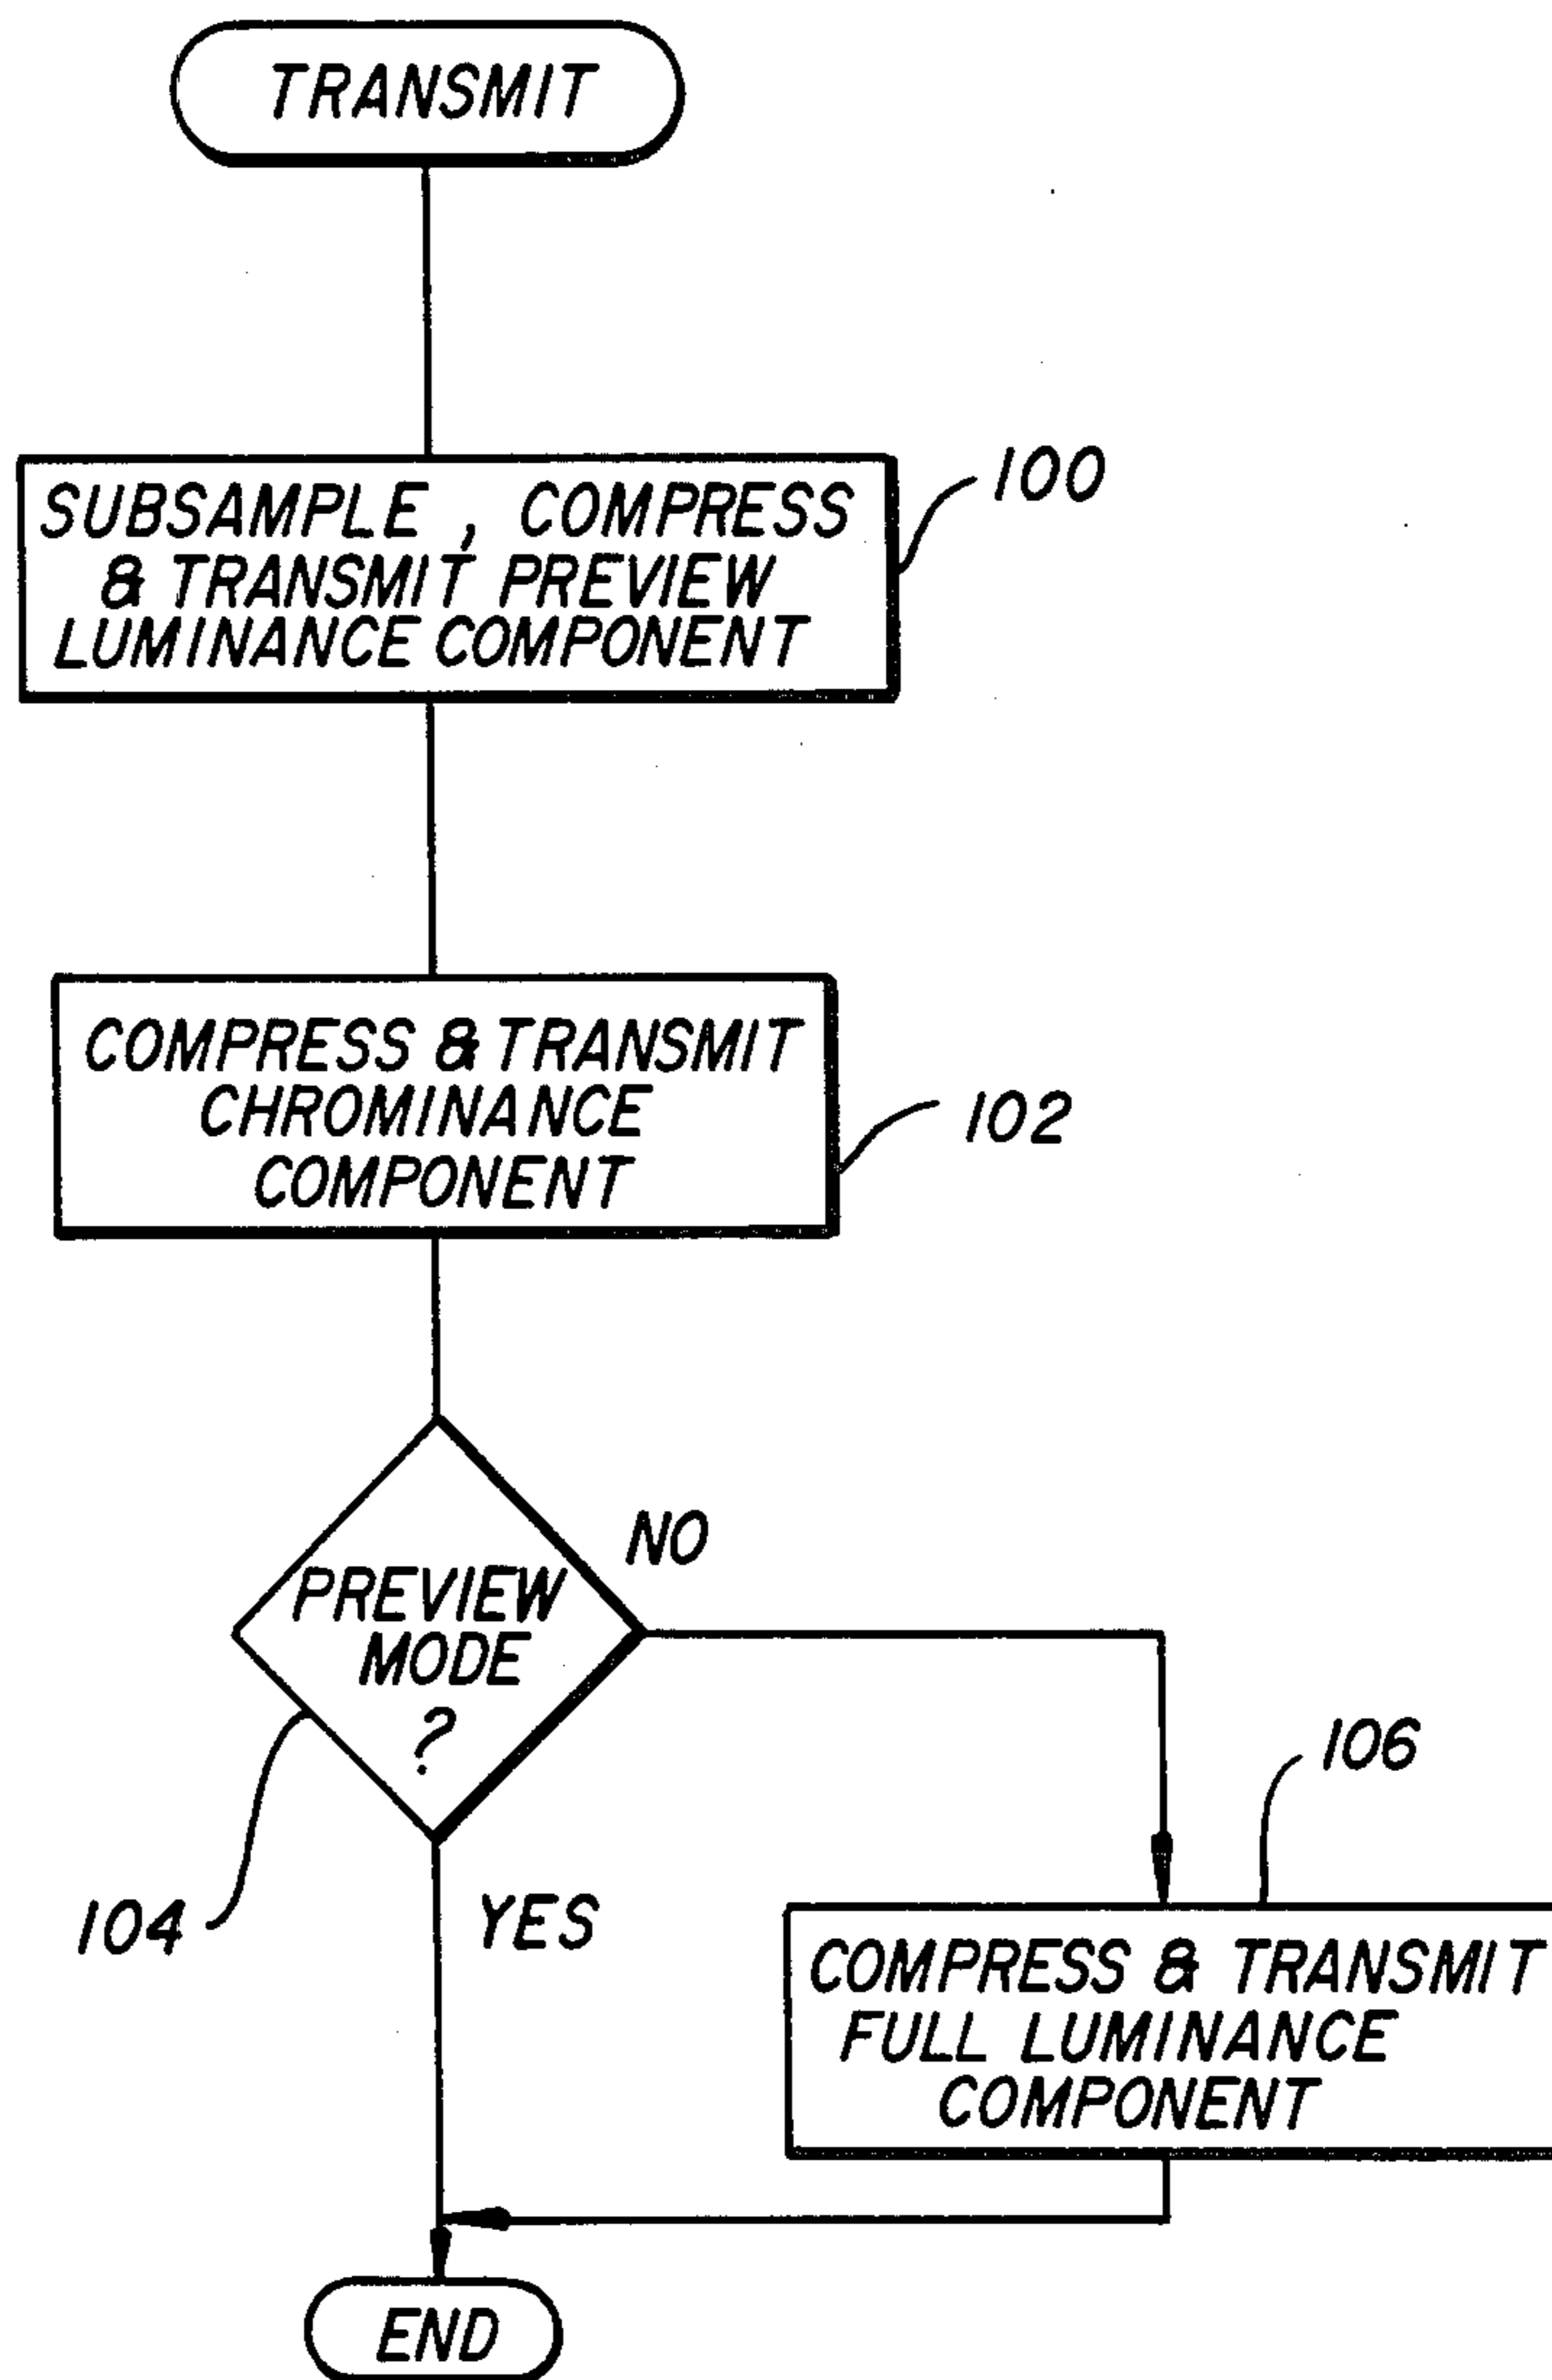 TRANSMIT
SUBSAMPLE , COMPRESS
& TRANSMIT PREVIEW
LUMINANCE COMPONENT
100
COMPRESS & TRANSMIT
CHROMINANCE
COMPONENT
102
NO
PREVIEW
MODE
?
104
YES
106
COMPRESS & TRANSMIT
FULL LUMINANCE
COMPONENT
END